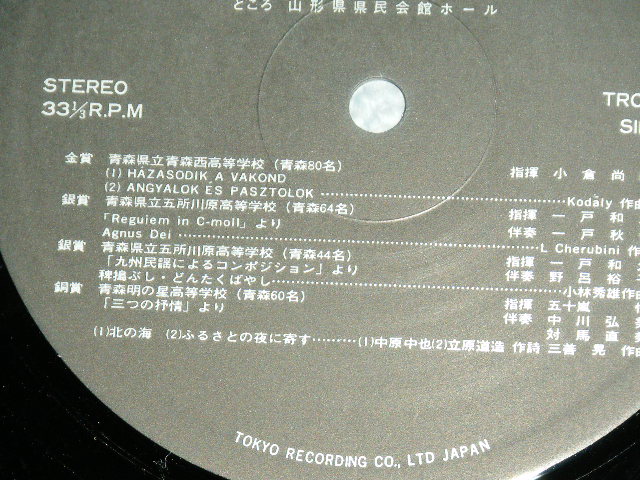 ところ 山形県県民会館ホール
STEREO
33⅓R.P.M
TRO
SI
金賞 青森県立青森西高等学校（青森80名） 指揮 小倉尚
(1) HAZASODIK A VAKOND
(2) ANGYALOK ES PASZTOLOK……Kodály 作曲
銀賞 青森県立五所川原高等学校（青森64名） 指揮 一戸和
「Reguiem in C-moll」より 伴奏 一戸秋
Agnus Dei……L Cherubini 作
銀賞 青森県立五所川原高等学校（青森44名） 指揮 一戸和
「九州民謡によるコンポジション」より 伴奏 野呂裕
稗搗ぶし・どんたくばやし……小林秀雄作曲
銅賞 青森明の星高等学校（青森60名） 指揮 五十嵐
「三つの抒情」より 伴奏 中川弘
対馬直
(1)北の海 (2)ふるさとの夜に寄す………(1)中原中也(2)立原道造 作詩 三善 晃 作曲
TOKYO RECORDING CO., LTD JAPAN